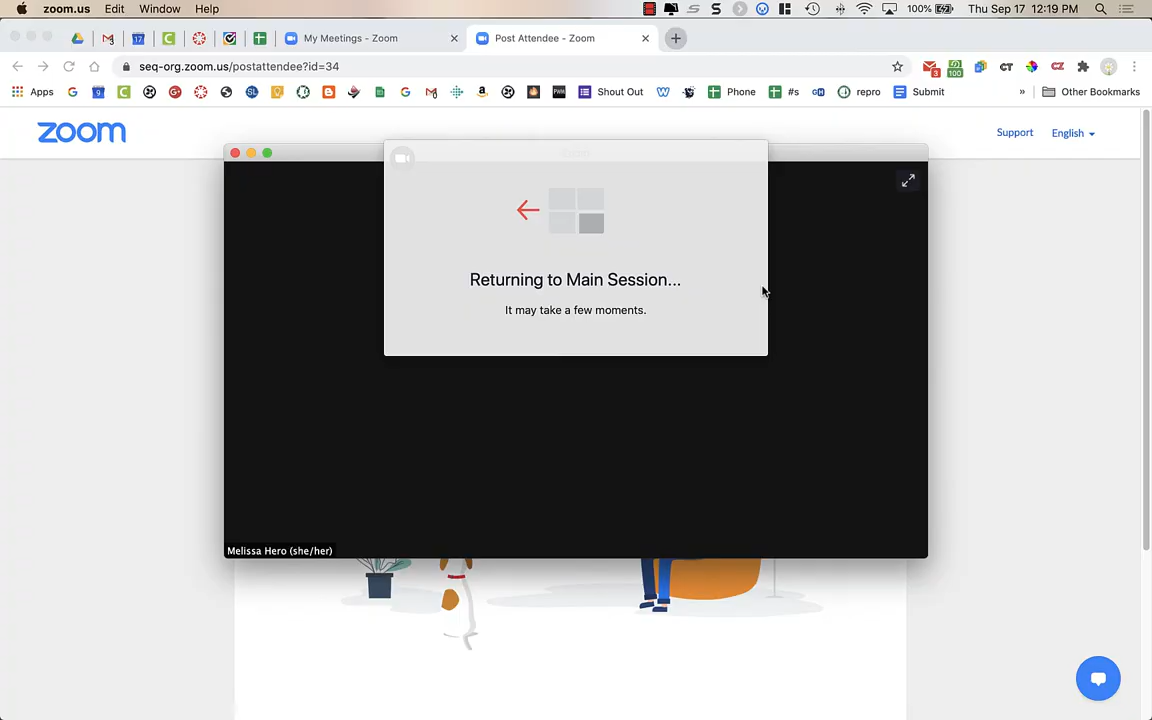 zoom.us Edit Window Help 100% Thu Sep 17 12:19 PM
My Meetings - Zoom Post Attendee - Zoom
seq-org.zoom.us/postattendee?id=34
Apps Shout Out Phone #s repro Submit » Other Bookmarks
zoom Support English
Returning to Main Session...
It may take a few moments.
Melissa Hero (she/her)